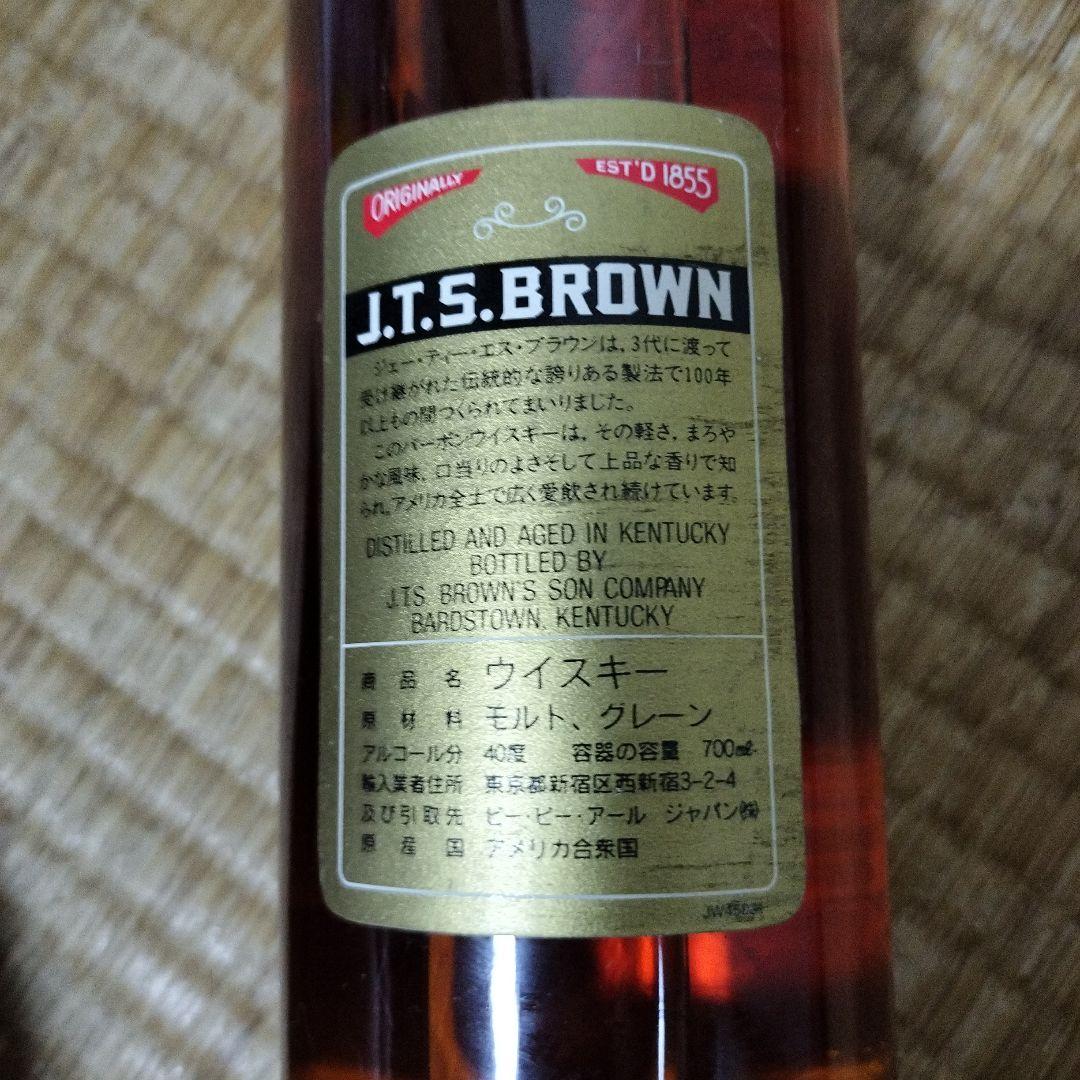 ORIGINALLY
EST'D 1855
J.T.S.BROWN
ジェー・ティー・エス・ブラウンは、3代に渡って
受け継がれた伝統的な誇りある製法で100年
以上もの間つくられてまいりました。
このバーボンウイスキーは、その軽さ、まろや
かな風味、口当りのよさそして上品な香りで知
られ、アメリカ全土で広く愛飲され続けています。
DISTILLED AND AGED IN KENTUCKY
BOTTLED BY
J.T.S. BROWN'S SON COMPANY
BARDSTOWN, KENTUCKY
商品名 ウイスキー
原材料 モルト、グレーン
アルコール分 40度 容器の容量 700ml
輸入業者住所 東京都新宿区西新宿3-2-4
及び引取先 ピー・ビー・アール ジャパン(株)
原産国 アメリカ合衆国